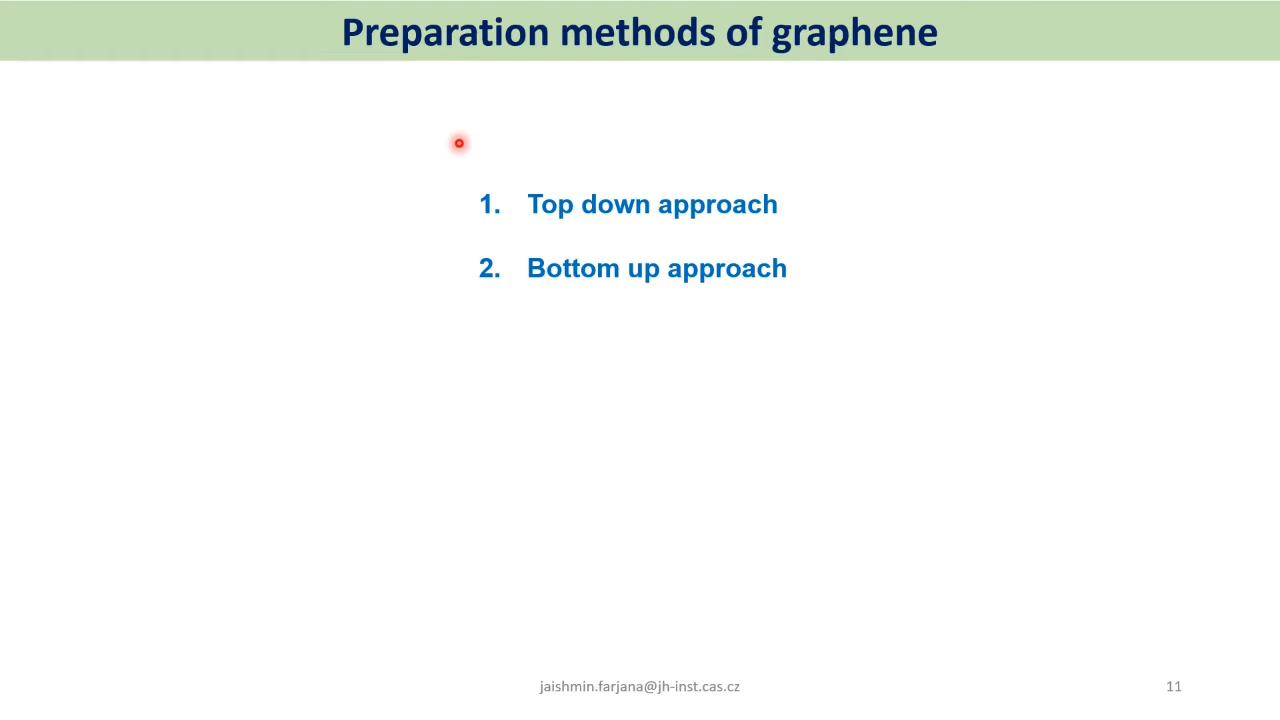 Preparation methods of graphene
1. Top down approach
2. Bottom up approach
jaishmin.farjana@jh-inst.cas.cz
11